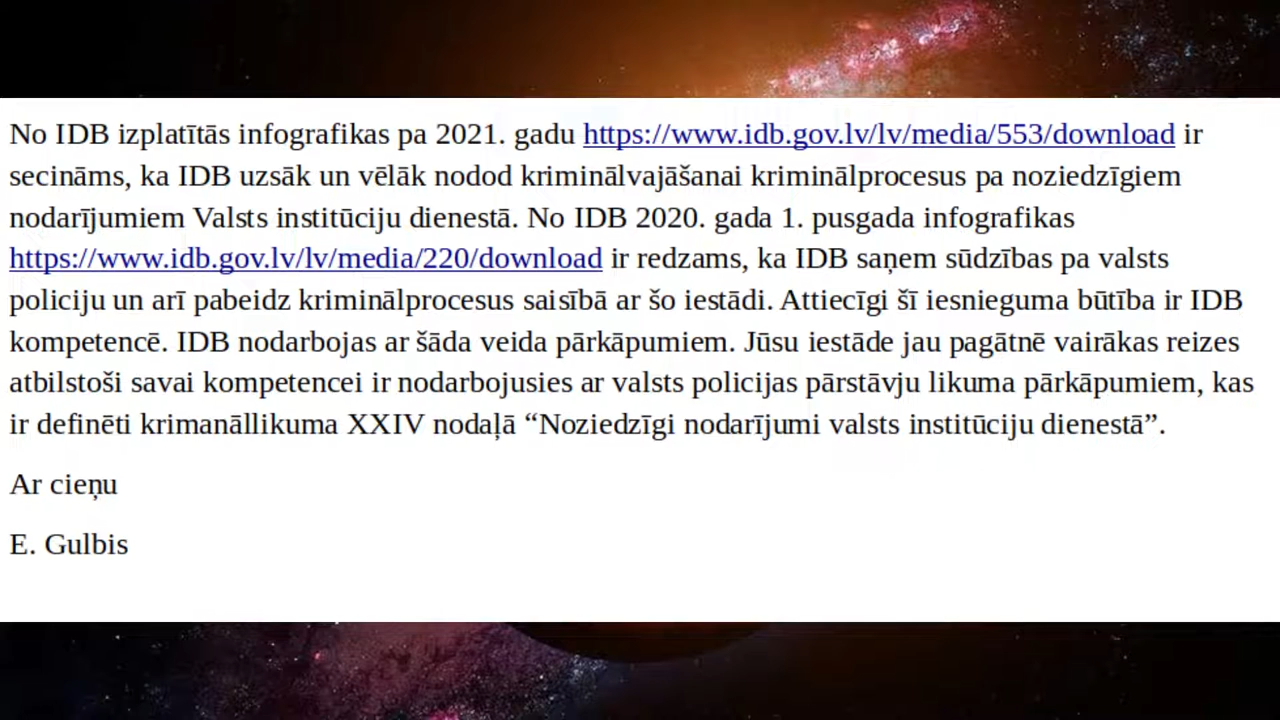 No IDB izplatītās infografikas pa 2021. gadu https://www.idb.gov.lv/lv/media/553/download ir
secināms, ka IDB uzsāk un vēlāk nodod kriminālvajāšanai kriminālprocesus pa noziedzīgiem
nodarījumiem Valsts institūciju dienestā. No IDB 2020. gada 1. pusgada infografikas
https://www.idb.gov.lv/lv/media/220/download ir redzams, ka IDB saņem sūdzības pa valsts
policiju un arī pabeidz kriminālprocesus saisībā ar šo iestādi. Attiecīgi šī iesnieguma būtība ir IDB
kompetencē. IDB nodarbojas ar šāda veida pārkāpumiem. Jūsu iestāde jau pagātnē vairākas reizes
atbilstoši savai kompetencei ir nodarbojusies ar valsts policijas pārstāvju likuma pārkāpumiem, kas
ir definēti krimanāllikuma XXIV nodaļā “Noziedzīgi nodarījumi valsts institūciju dienestā”.
Ar cieņu
E. Gulbis